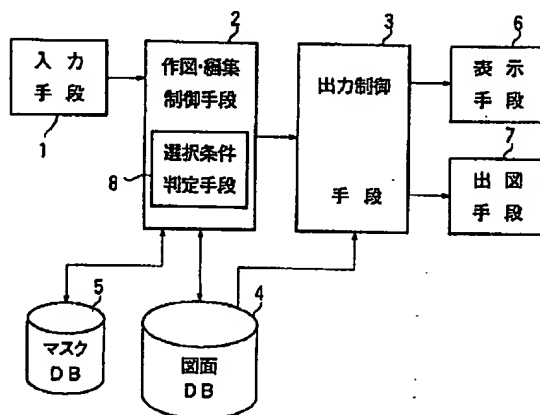 入力
手段
1
2
作図・編集
制御手段
8
選択条件
判定手段
3
出力制御
手段
6
表示
手段
7
出図
手段
5
マスク
DB
4
図面
DB